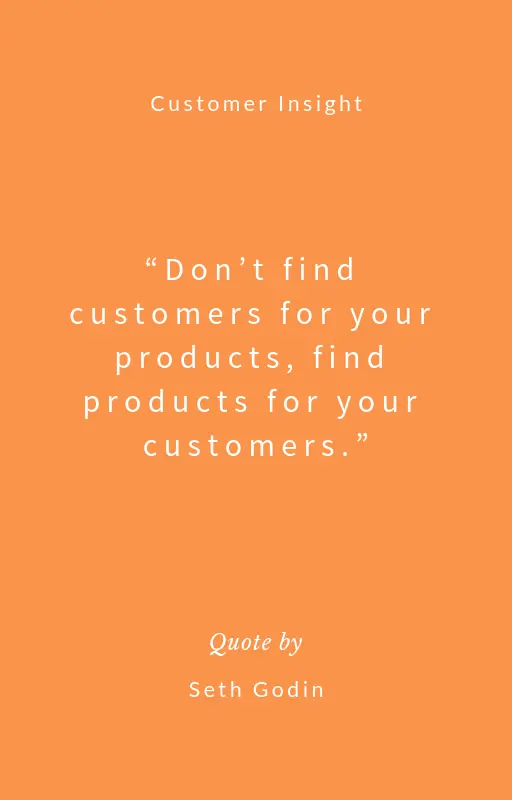 Customer Insight
“Don’t find
customers for your
products, find
products for your
customers.”
Quote by
Seth Godin